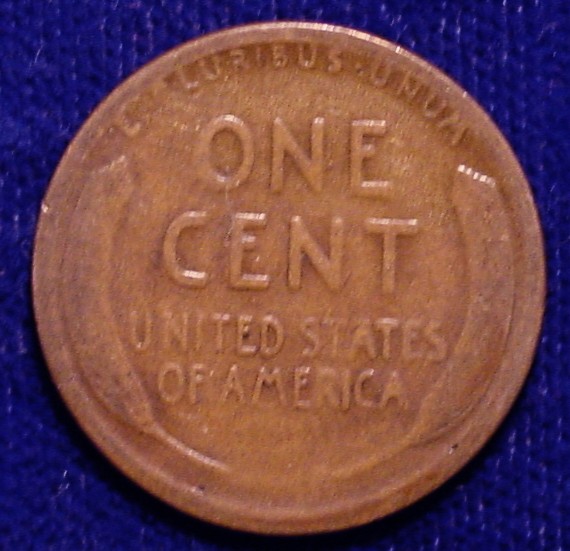 E · PLURIBUS · UNUM
ONE
CENT
UNITED STATES
OF AMERICA